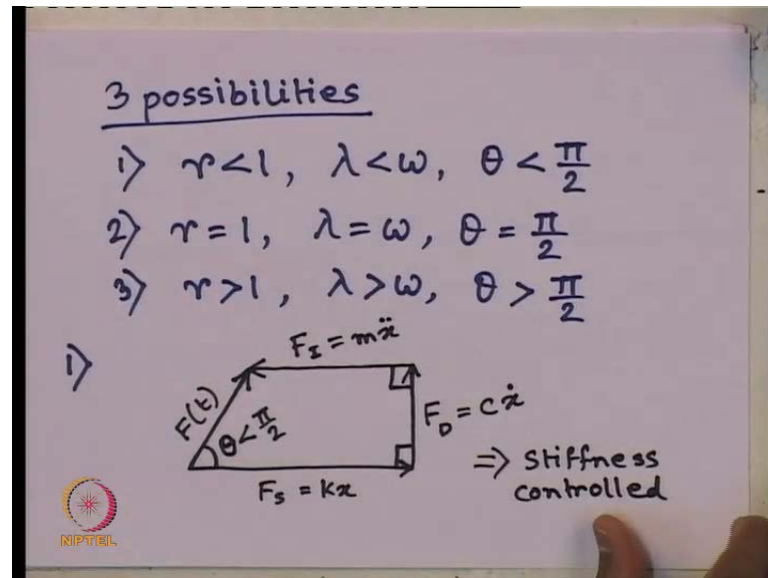 3 possibilities
1) r<1, λ<ω, θ<π/2
2) r=1, λ=ω, θ=π/2
3) r>1, λ>ω, θ>π/2
1)
F_I = mẍ
F(t)
θ<π/2
F_D = cẋ
F_S = kx
=> stiffness
controlled
NPTEL